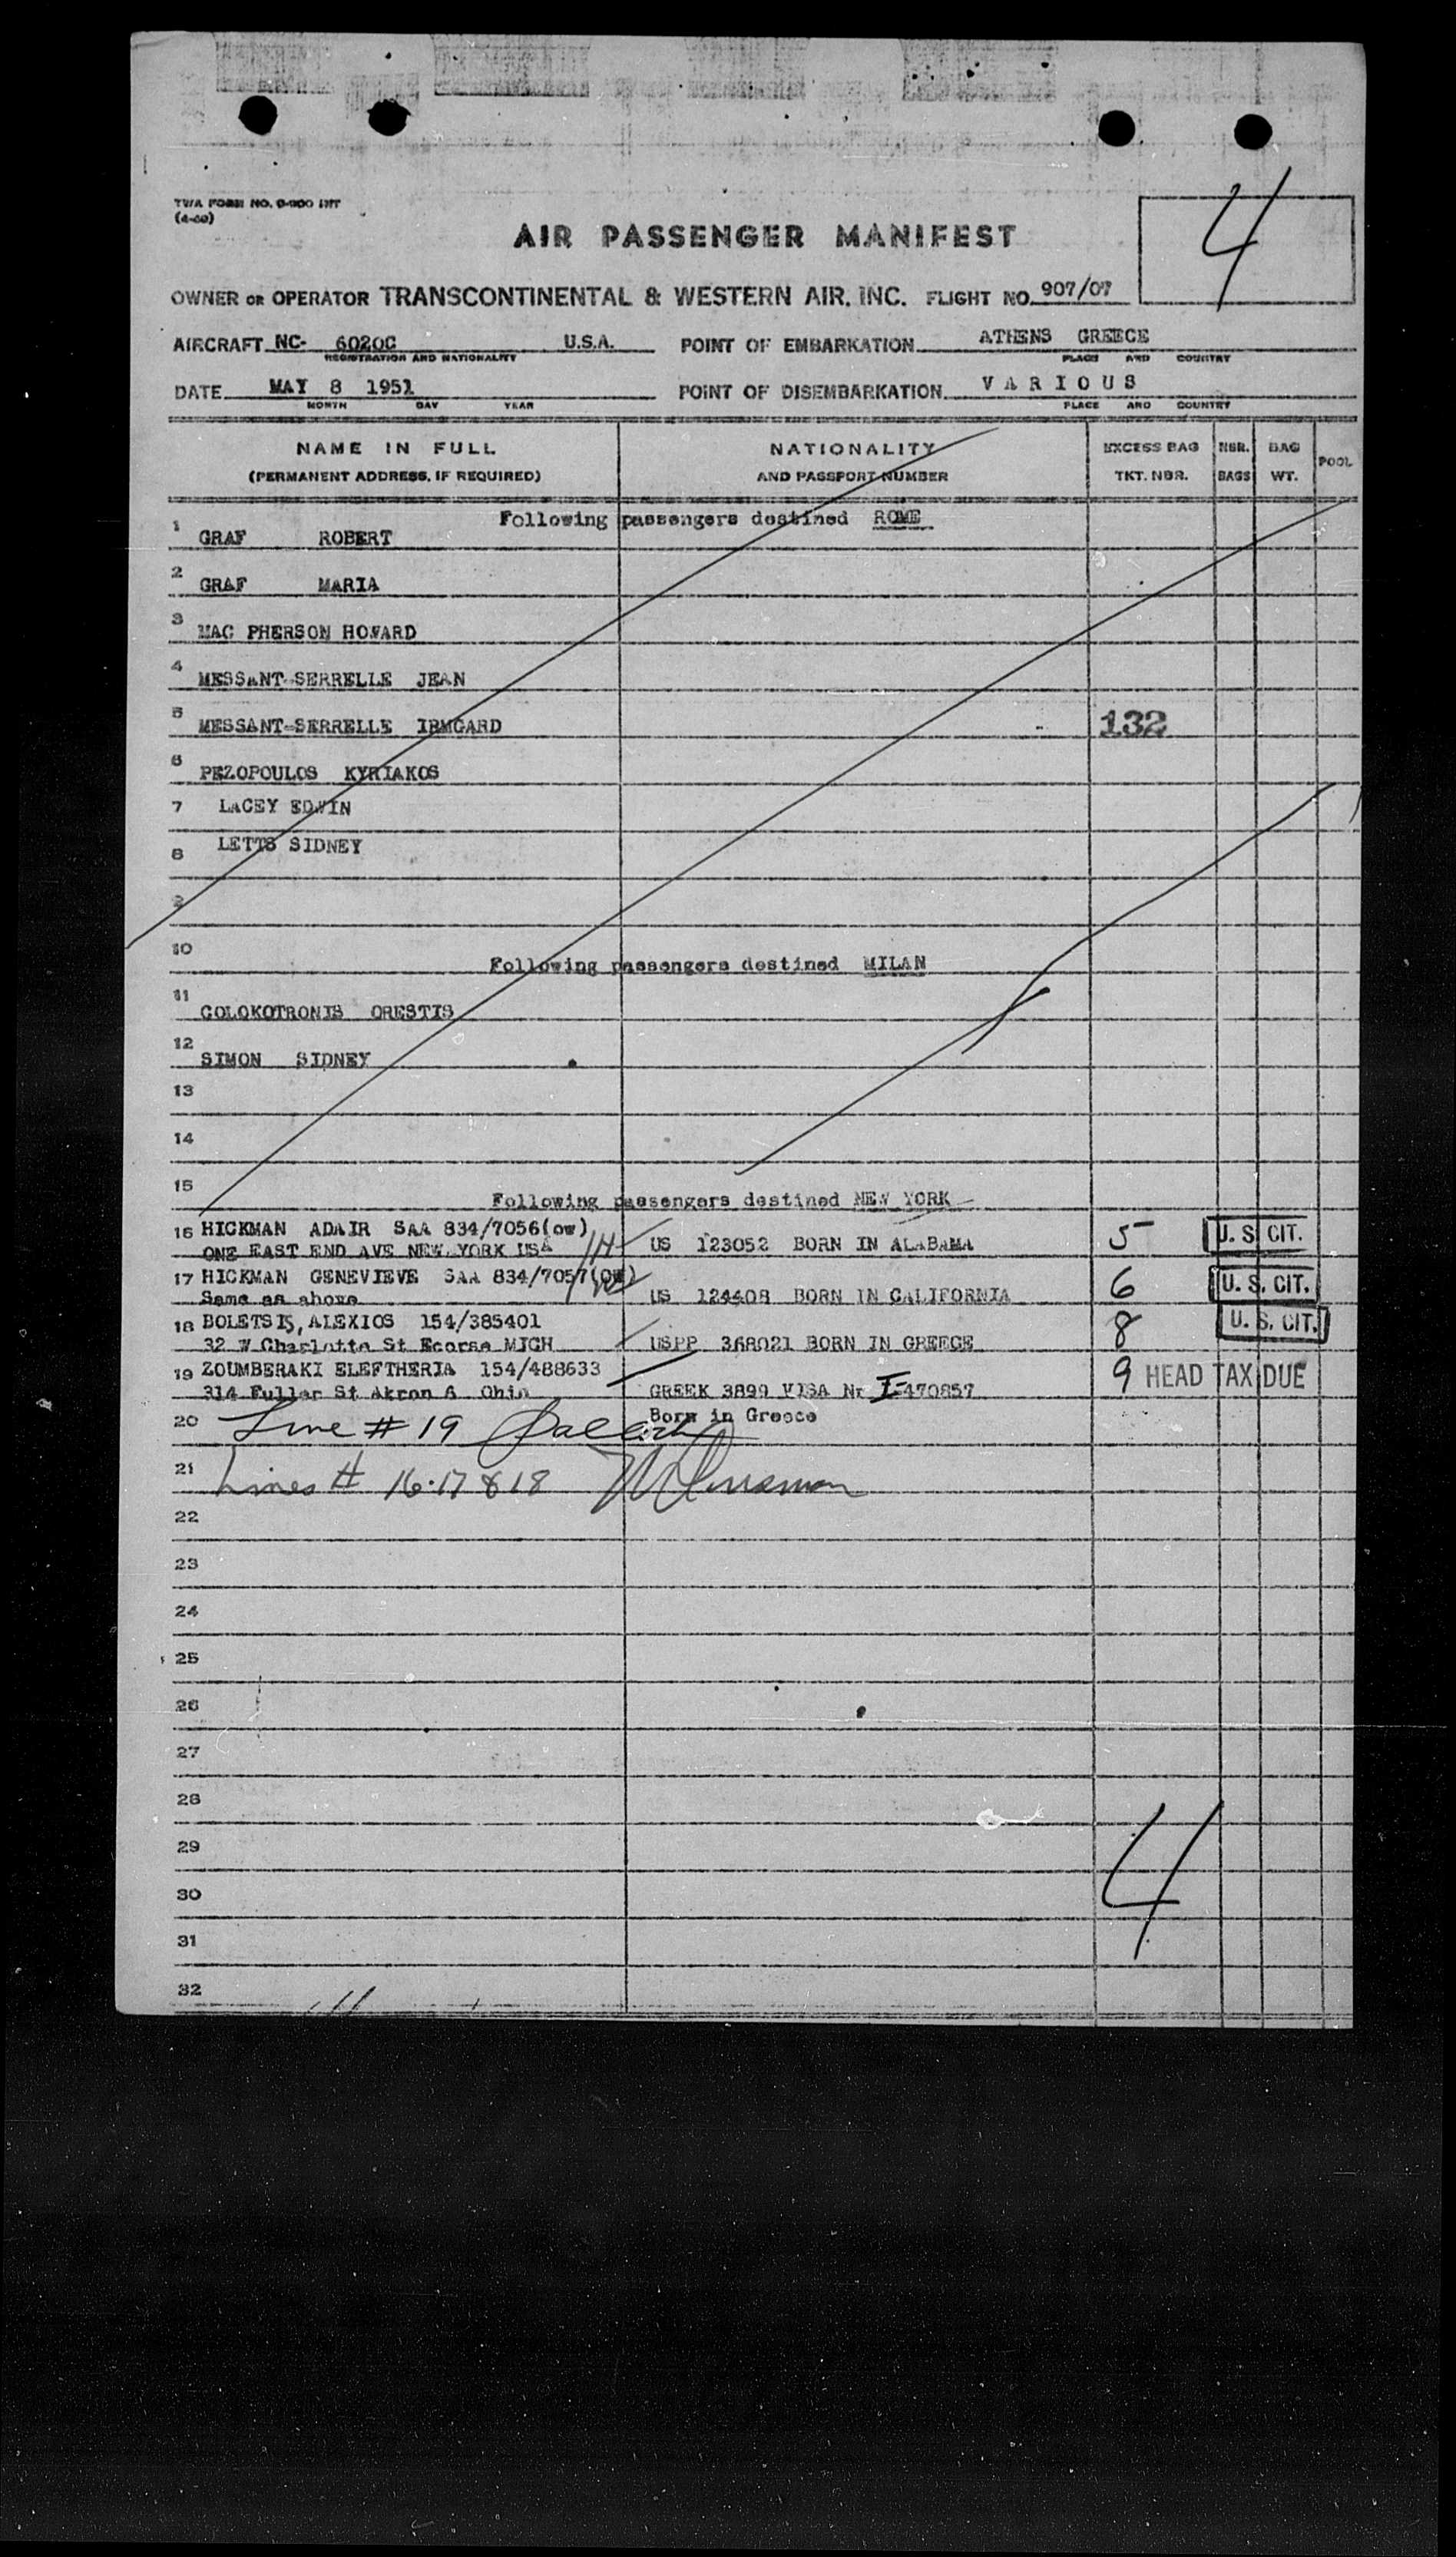 TWA FORM NO. 0-900 INT
(4-60)
4
AIR PASSENGER MANIFEST
OWNER OR OPERATOR TRANSCONTINENTAL & WESTERN AIR, INC. FLIGHT NO. 907/07
AIRCRAFT NC- 6020C U.S.A. POINT OF EMBARKATION ATHENS GREECE
REGISTRATION AND NATIONALITY PLACE AND COUNTRY
DATE MAY 8 1951 POINT OF DISEMBARKATION VARIOUS
MONTH DAY YEAR PLACE AND COUNTRY
NAME IN FULL NATIONALITY EXCESS BAG NBR. BAG POOL
(PERMANENT ADDRESS, IF REQUIRED) AND PASSPORT NUMBER TKT. NBR. BAGS WT.
Following passengers destined ROME
1 GRAF ROBERT
2 GRAF MARIA
3 MAC PHERSON HOWARD
4 MESSANT-SERRELLE JEAN
5 MESSANT-SERRELLE IRMGARD 132
6 PEZOPOULOS KYRIAKOS
7 LACEY EDWIN
8 LETTS SIDNEY
9
10
Following passengers destined MILAN
11 COLOKOTRONIS ORESTIS
12 SIMON SIDNEY
13
14
15
Following passengers destined NEW YORK
16 HICKMAN ADAIR SAA 834/7056(ow)
ONE EAST END AVE NEW YORK USA US 123052 BORN IN ALABAMA 5 U. S. CIT.
17 HICKMAN GENEVIEVE SAA 834/7057(OW)
Same as above US 124408 BORN IN CALIFORNIA 6 U. S. CIT.
18 BOLETSIS, ALEXIOS 154/385401
32 W Charlotte St Ecorse MICH USPP 368021 BORN IN GREECE 8 U. S. CIT.
19 ZOUMBERAKI ELEFTHERIA 154/488633
314 Fuller St Akron 6 Ohio GREEK 3899 VISA Nr I-470857 9 HEAD TAX DUE
20 Born in Greece
Line # 19
21 Lines # 16-17 & 18
22
23
24
25
26
27
28
29
30
31
32
4